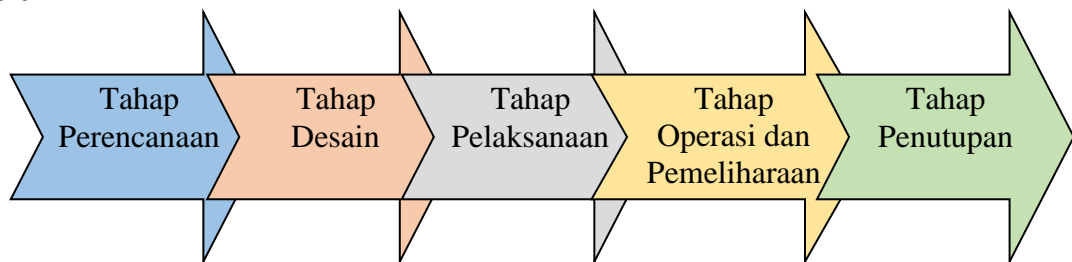 Tahap
Perencanaan
Tahap
Desain
Tahap
Pelaksanaan
Tahap
Operasi dan
Pemeliharaan
Tahap
Penutupan